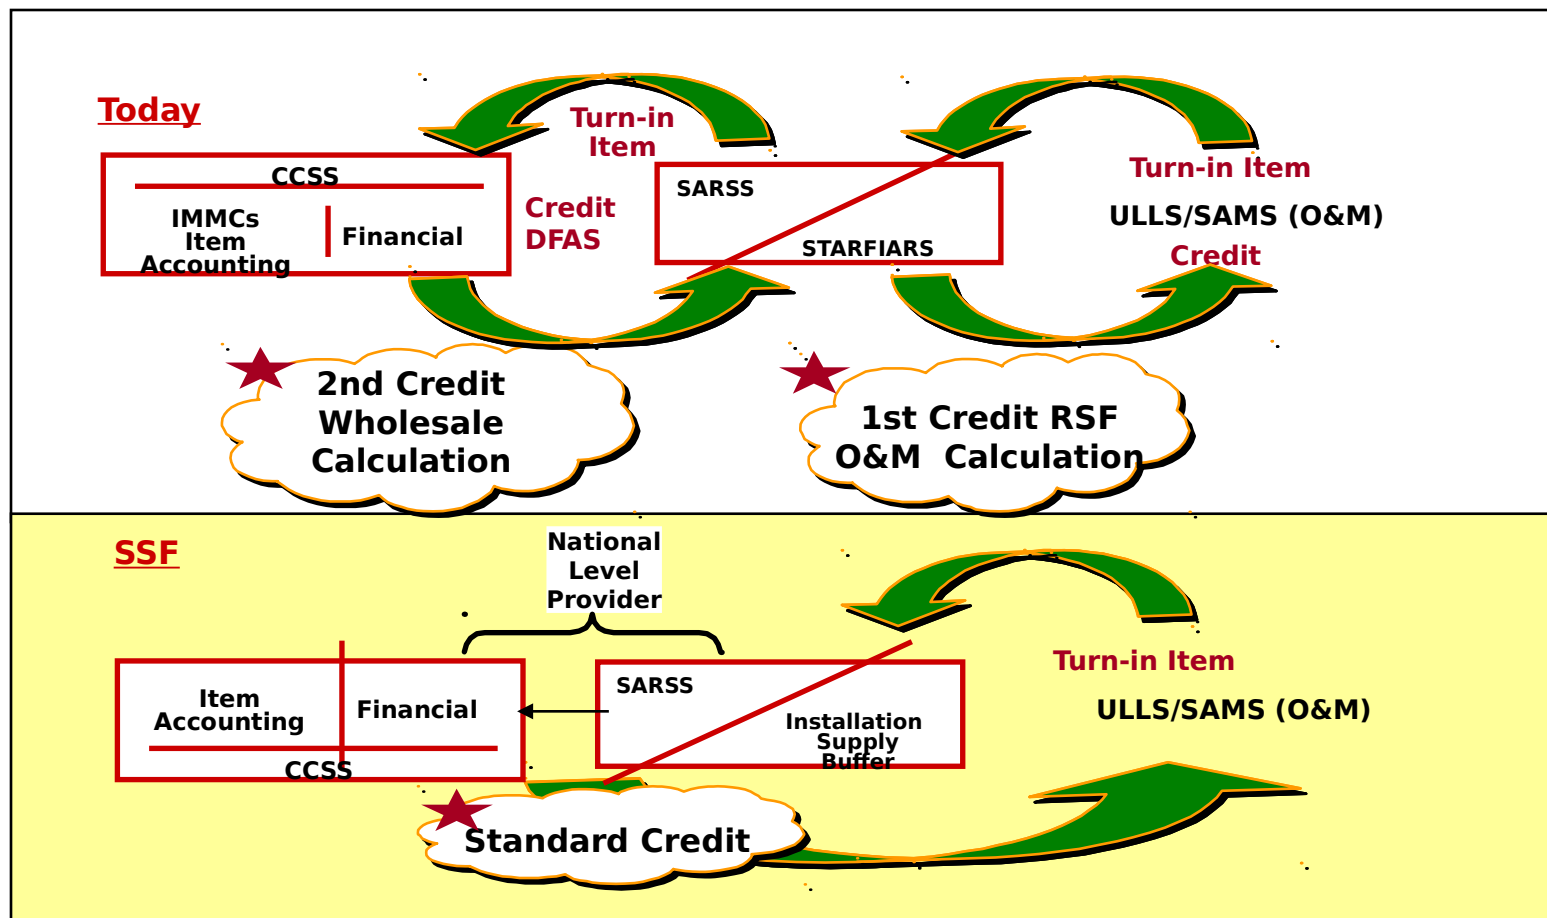 Today
Turn-in
Item
CCSS
IMMCs
Item
Accounting
Financial
Credit
DFAS
SARSS
STARFIARS
Turn-in Item
ULLS/SAMS (O&M)
Credit
2nd Credit
Wholesale
Calculation
1st Credit RSF
O&M  Calculation
SSF
National
Level
Provider
Item
Accounting
Financial
CCSS
SARSS
Installation
Supply
Buffer
Turn-in Item
ULLS/SAMS (O&M)
Standard Credit